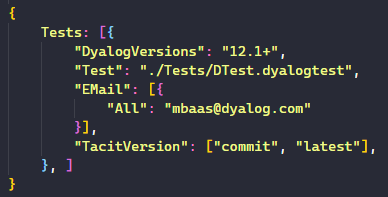 {
    Tests: [{
        "DyalogVersions": "12.1+",
        "Test": "./Tests/DTest.dyalogtest",
        "EMail": [{
            "All": "mbaas@dyalog.com"
        }],
        "TacitVersion": ["commit", "latest"],
    }, ]
}